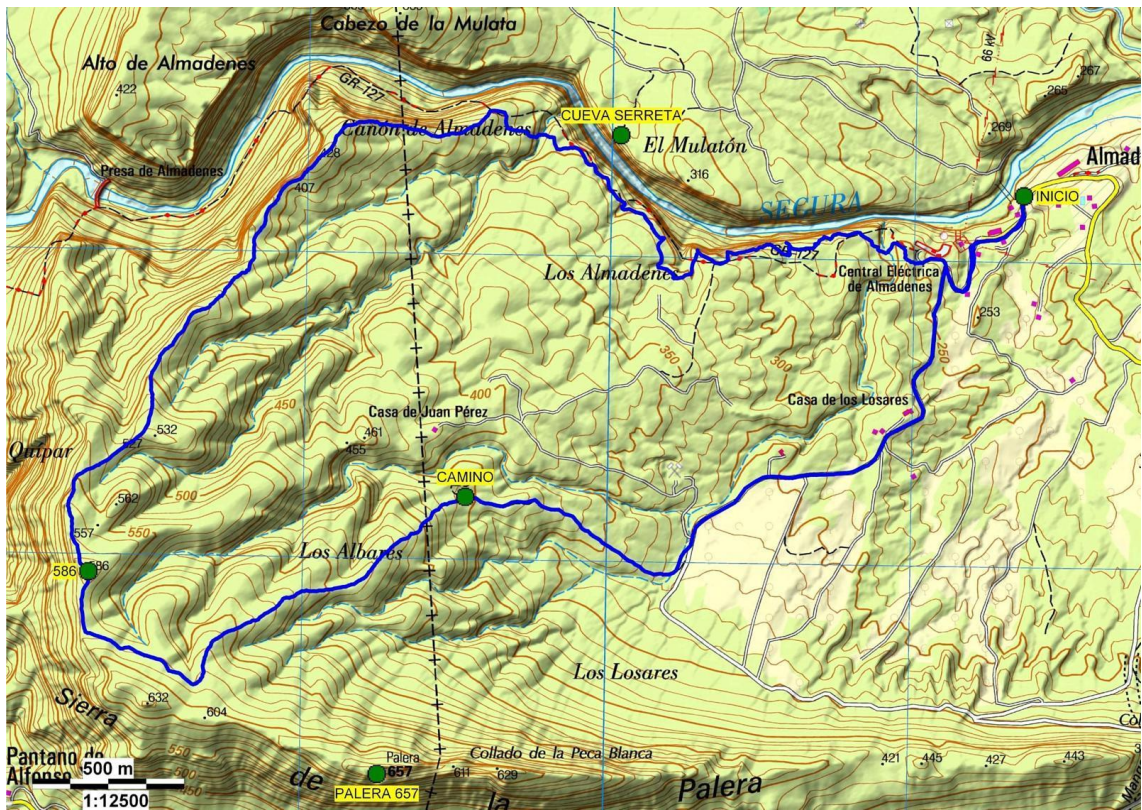 Cabezo de la Mulata
Alto de Almadenes
422
GR-127
66 kV
267
265
269
CUEVA SERRETA
Cañón de Almadenes
El Mulatón
428
Presa de Almadenes
407
316
Almad
INICIO
SEGURA
Los Almadenes
GR-127
Central Eléctrica
de Almadenes
253
250
350
300
400
450
Casa de Juan Pérez
Casa de los Losares
532
461
455
527
Quípar
CAMINO
562
500
557
550
Los Albares
586
Los Losares
632
604
Sierra
Pantano de
Alfonso
500 m
1:12500
550
500
450
Palera
657
PALERA 657
611
629
Collado de la Peca Blanca
de
la
Palera
421
445
427
443